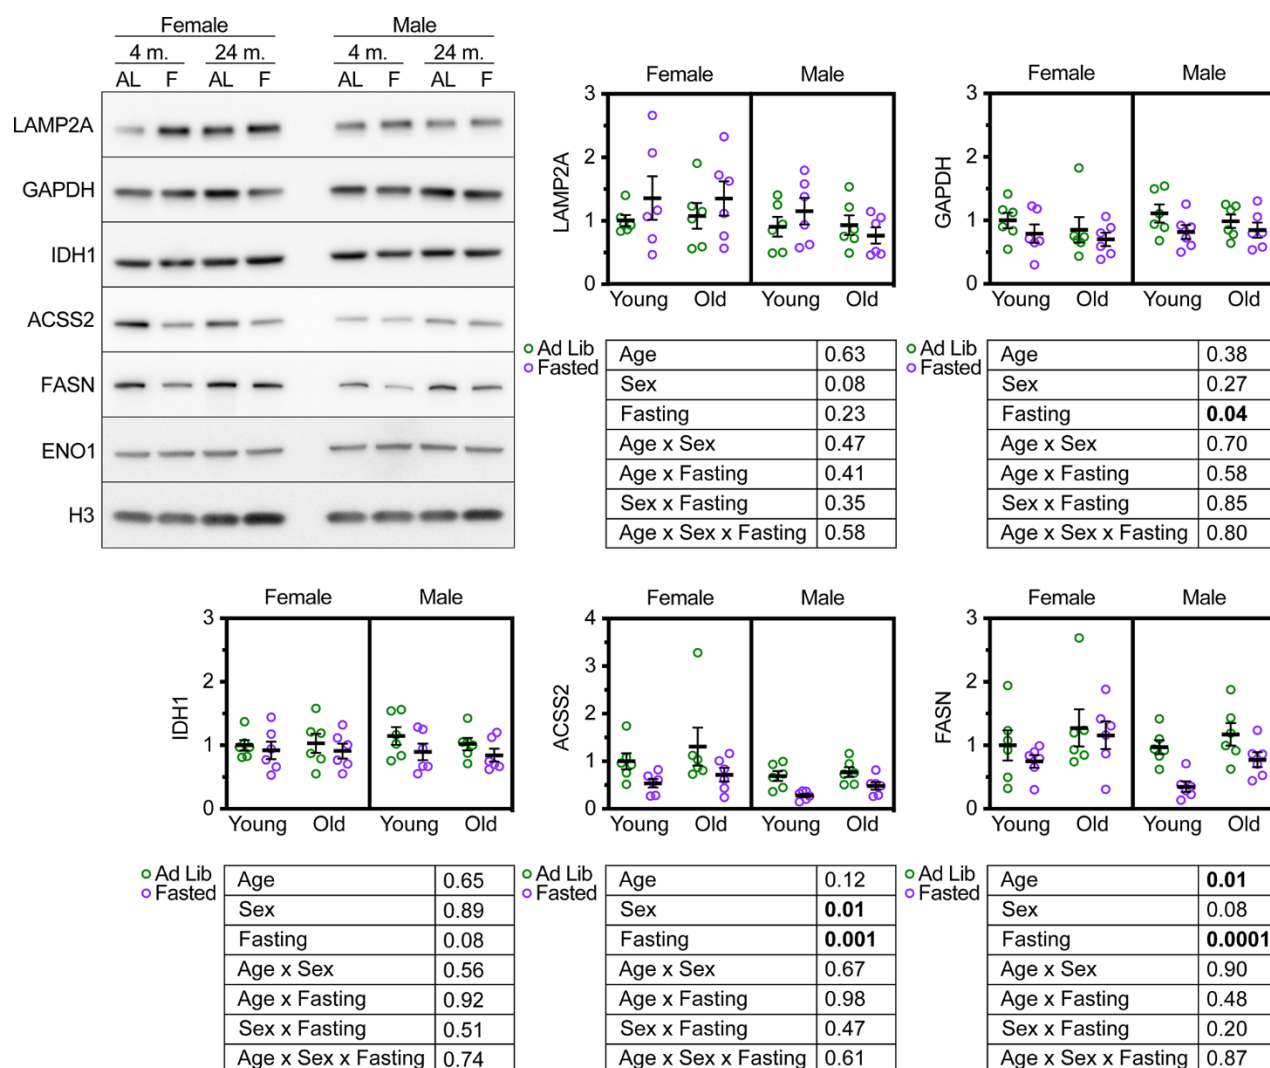 Female Male
4 m. 24 m. 4 m. 24 m.
AL F AL F AL F AL F
LAMP2A
GAPDH
IDH1
ACSS2
FASN
ENO1
H3
Female Male
3
2
1
0
LAMP2A
Young Old Young Old
Ad Lib
Fasted
Age 0.63
Sex 0.08
Fasting 0.23
Age x Sex 0.47
Age x Fasting 0.41
Sex x Fasting 0.35
Age x Sex x Fasting 0.58
Female Male
3
2
1
0
GAPDH
Young Old Young Old
Ad Lib
Fasted
Age 0.38
Sex 0.27
Fasting 0.04
Age x Sex 0.70
Age x Fasting 0.58
Sex x Fasting 0.85
Age x Sex x Fasting 0.80
Female Male
3
2
1
0
IDH1
Young Old Young Old
Ad Lib
Fasted
Age 0.65
Sex 0.89
Fasting 0.08
Age x Sex 0.56
Age x Fasting 0.92
Sex x Fasting 0.51
Age x Sex x Fasting 0.74
Female Male
4
3
2
1
0
ACSS2
Young Old Young Old
Ad Lib
Fasted
Age 0.12
Sex 0.01
Fasting 0.001
Age x Sex 0.67
Age x Fasting 0.98
Sex x Fasting 0.47
Age x Sex x Fasting 0.61
Female Male
3
2
1
0
FASN
Young Old Young Old
Ad Lib
Fasted
Age 0.01
Sex 0.08
Fasting 0.0001
Age x Sex 0.90
Age x Fasting 0.48
Sex x Fasting 0.20
Age x Sex x Fasting 0.87